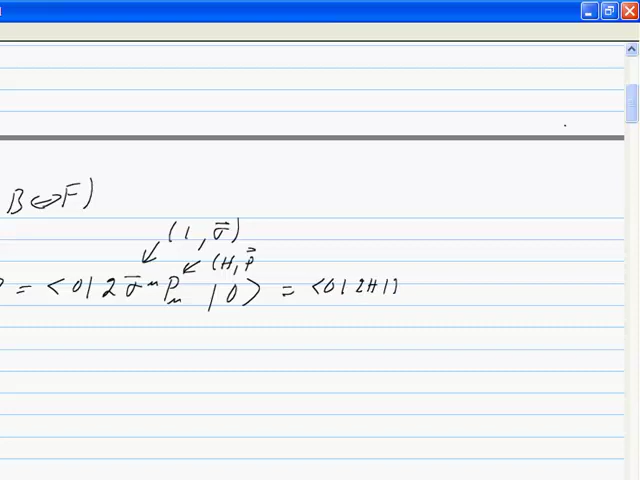 B ⇔ F)
(1, σ⃗)
(H, P⃗
= <0| 2 σ̄^μ P_μ |0> = <0| 2H |)